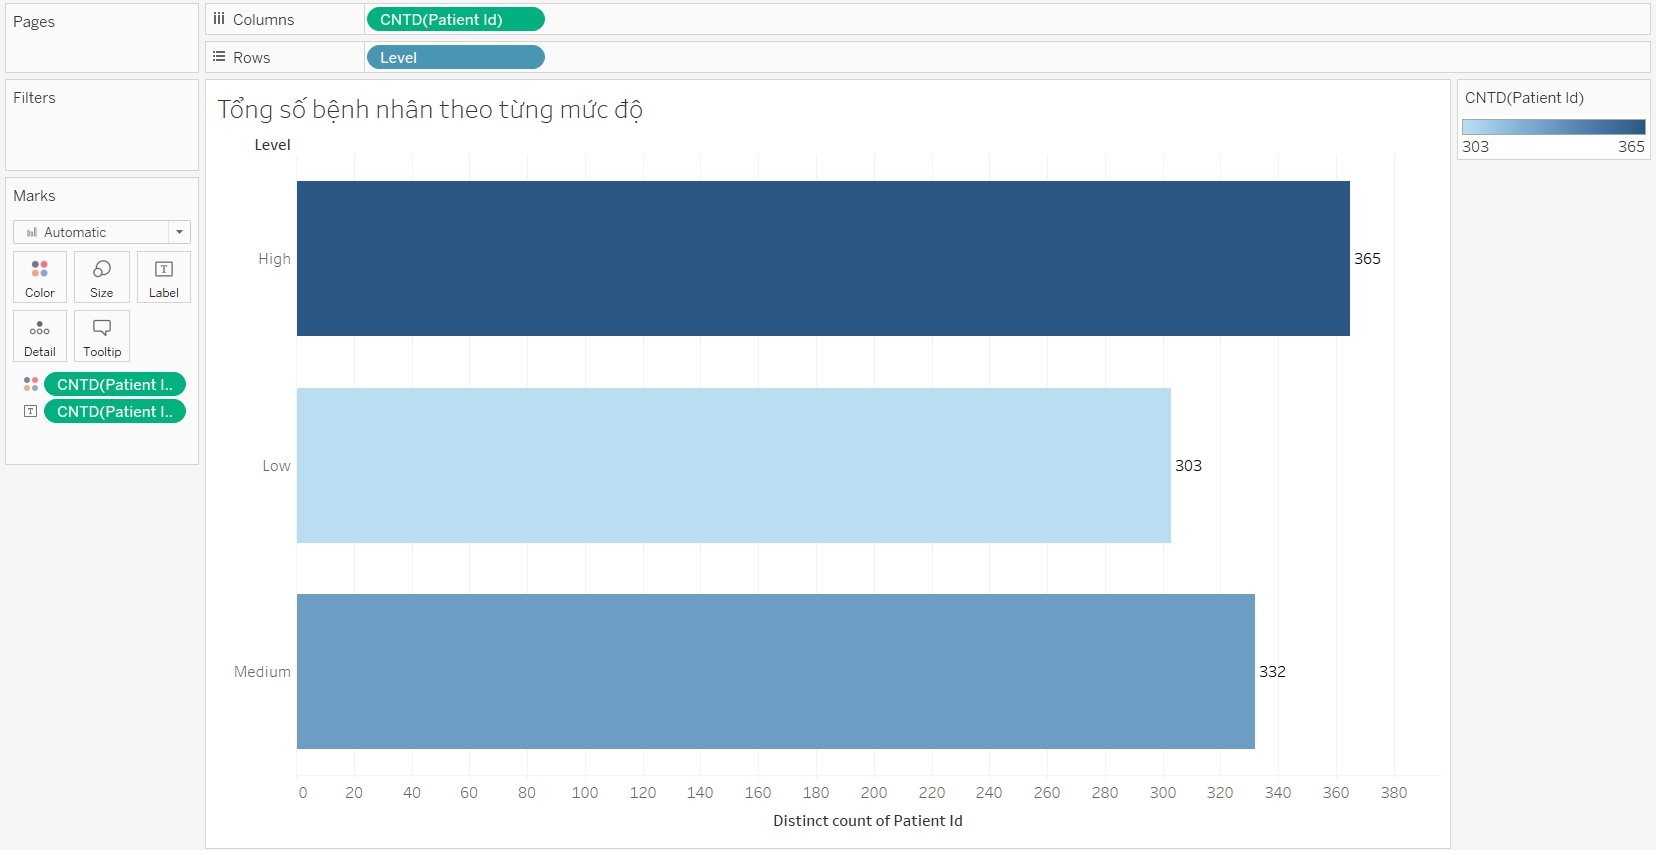 Pages
Columns
CNTD(Patient Id)
Rows
Level
Filters
Marks
Automatic
Color
Size
Label
Detail
Tooltip
CNTD(Patient I..
CNTD(Patient I..
Tổng số bệnh nhân theo từng mức độ
Level
High
365
Low
303
Medium
332
0 20 40 60 80 100 120 140 160 180 200 220 240 260 280 300 320 340 360 380
Distinct count of Patient Id
CNTD(Patient Id)
303 365